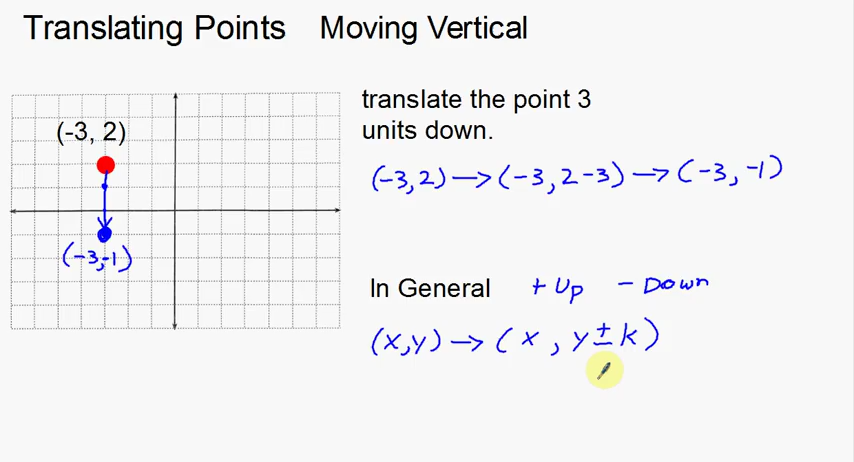 Translating Points Moving Vertical
translate the point 3
units down.
(-3, 2)
(-3,2) → (-3, 2-3) → (-3, -1)
(-3,-1)
In General + Up - Down
(x,y) → (x, y ± k)